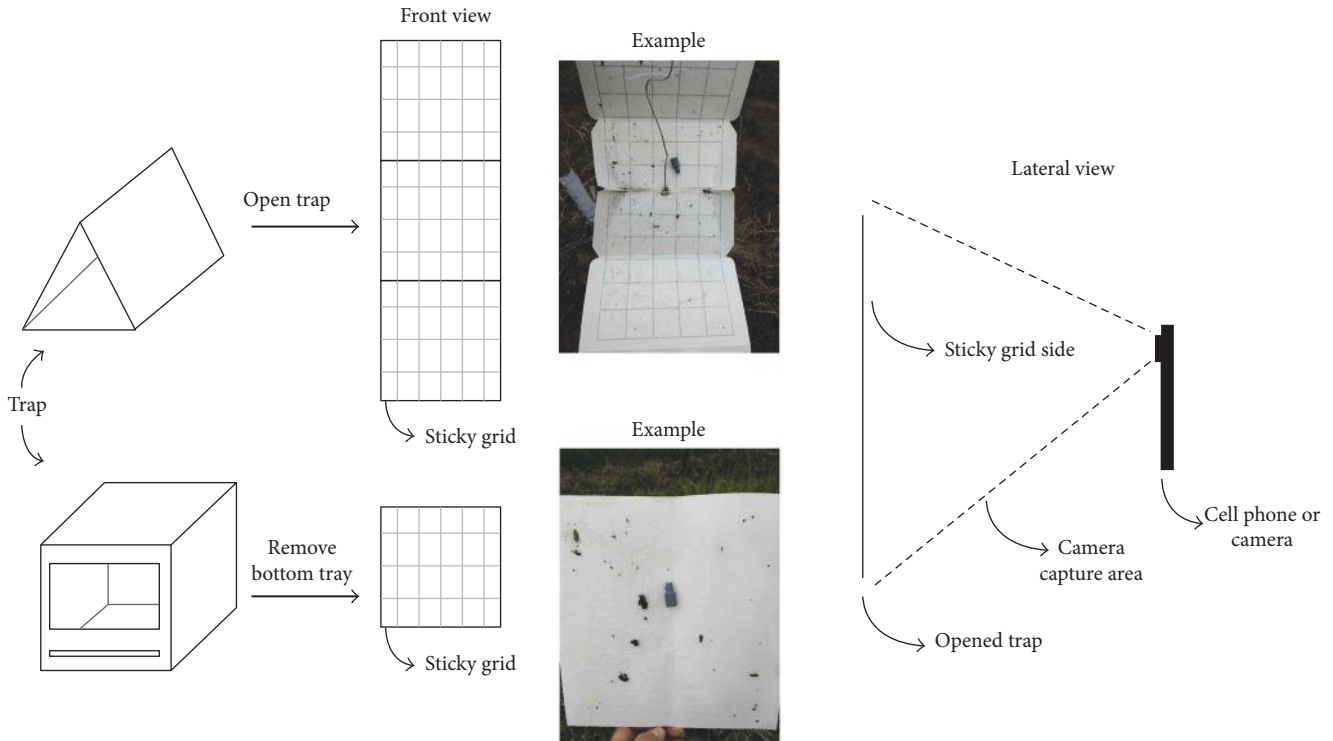 Front view
Example
Open trap
Lateral view
Sticky grid side
Trap
Sticky grid
Example
Remove
bottom tray
Sticky grid
Camera
capture area
Cell phone or
camera
Opened trap